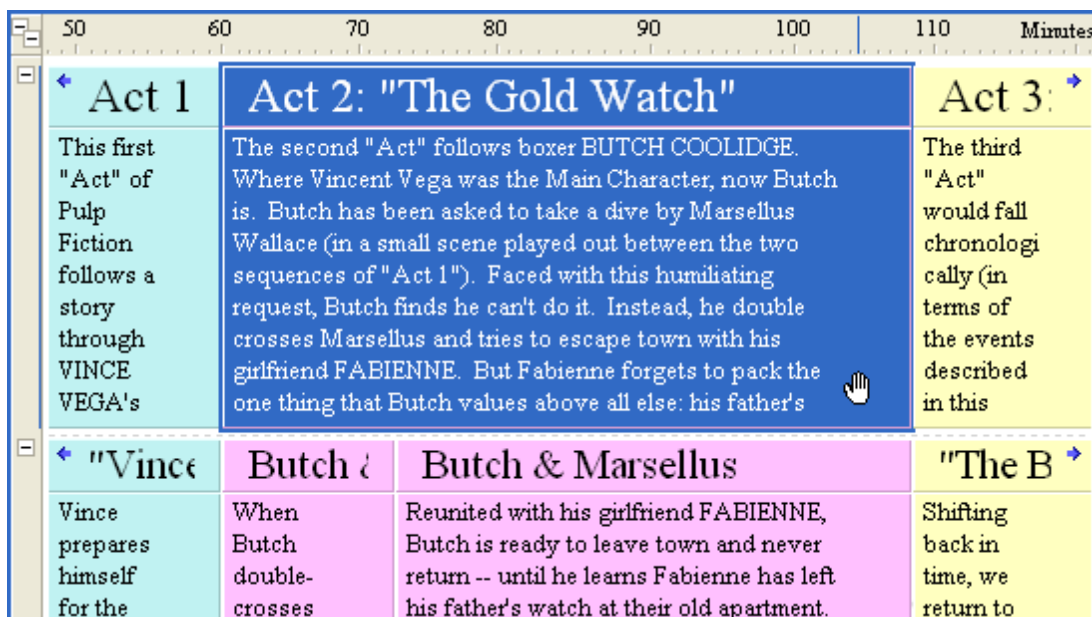 50 60 70 80 90 100 110 Minutes
Act 1
This first
"Act" of
Pulp
Fiction
follows a
story
through
VINCE
VEGA's
Act 2: "The Gold Watch"
The second "Act" follows boxer BUTCH COOLIDGE.
Where Vincent Vega was the Main Character, now Butch
is. Butch has been asked to take a dive by Marsellus
Wallace (in a small scene played out between the two
sequences of "Act 1"). Faced with this humiliating
request, Butch finds he can't do it. Instead, he double
crosses Marsellus and tries to escape town with his
girlfriend FABIENNE. But Fabienne forgets to pack the
one thing that Butch values above all else: his father's
Act 3:
The third
"Act"
would fall
chronologi
cally (in
terms of
the events
described
in this
"Vince
Vince
prepares
himself
for the
Butch &
When
Butch
double-
crosses
Butch & Marsellus
Reunited with his girlfriend FABIENNE,
Butch is ready to leave town and never
return -- until he learns Fabienne has left
his father's watch at their old apartment.
"The B
Shifting
back in
time, we
return to